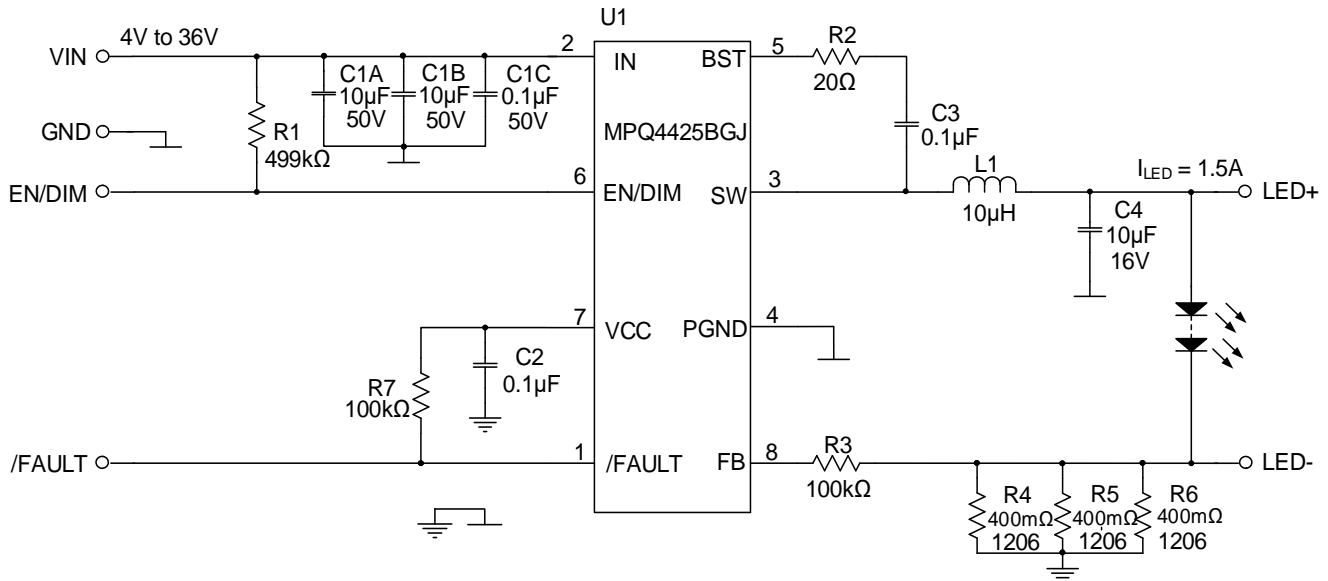 U1
VIN
4V to 36V
2
IN
BST
5
R2
20Ω
C1A
10µF
50V
C1B
10µF
50V
C1C
0.1µF
50V
GND
R1
499kΩ
MPQ4425BGJ
C3
0.1µF
EN/DIM
6
EN/DIM
SW
3
L1
10µH
ILED = 1.5A
LED+
C4
10µF
16V
7
VCC
PGND
4
C2
0.1µF
R7
100kΩ
/FAULT
1
/FAULT
FB
8
R3
100kΩ
LED-
R4
400mΩ
1206
R5
400mΩ
1206
R6
400mΩ
1206